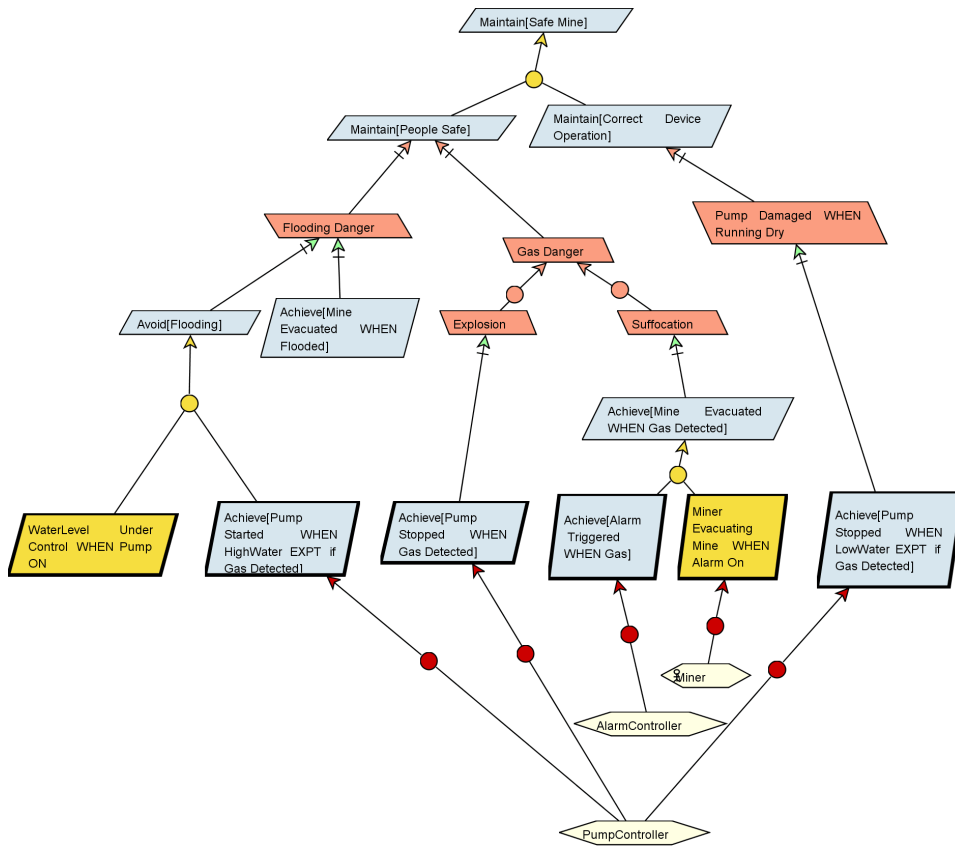 Maintain[Safe Mine]
Maintain[People Safe]
Maintain[Correct Device
Operation]
Flooding Danger
Gas Danger
Pump Damaged WHEN
Running Dry
Avoid[Flooding]
Achieve[Mine
Evacuated WHEN
Flooded]
Explosion
Suffocation
Achieve[Mine Evacuated
WHEN Gas Detected]
WaterLevel Under
Control WHEN Pump
ON
Achieve[Pump
Started WHEN
HighWater EXPT if
Gas Detected]
Achieve[Pump
Stopped WHEN
Gas Detected]
Achieve[Alarm
Triggered
WHEN Gas]
Miner
Evacuating
Mine WHEN
Alarm On
Achieve[Pump
Stopped WHEN
LowWater EXPT if
Gas Detected]
Miner
AlarmController
PumpController